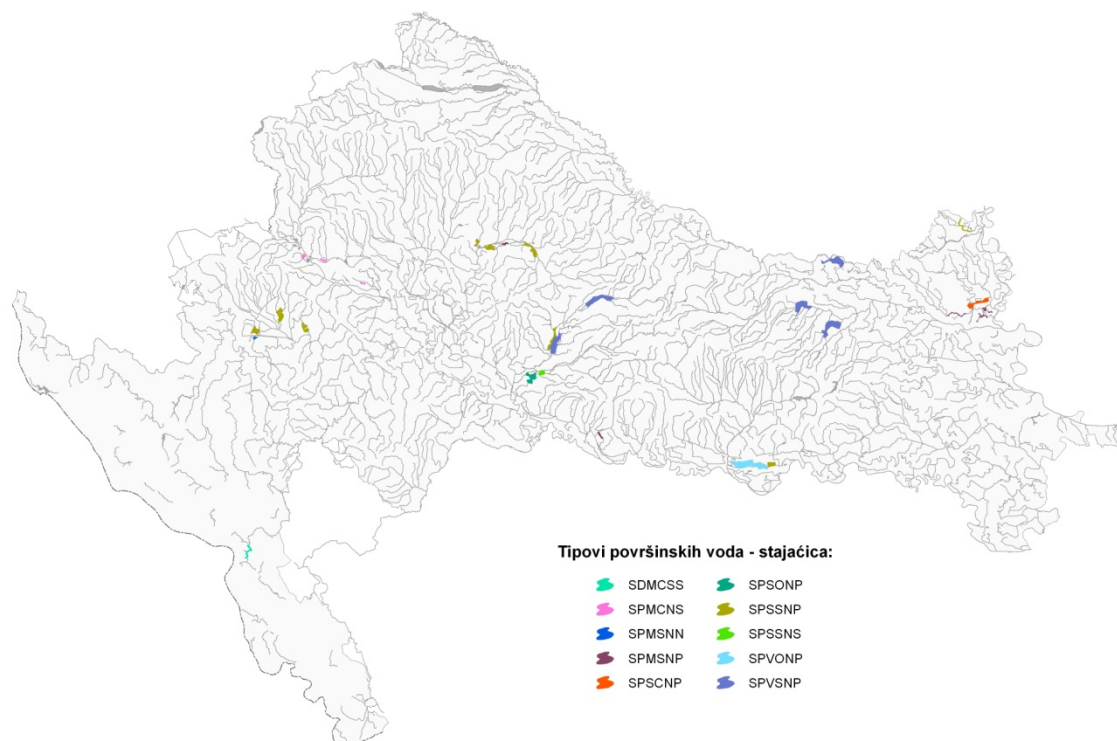 Tipovi površinskih voda - stajaćica:
SDMCSS
SPMCNS
SPMSNN
SPMSNP
SPSCNP
SPSONP
SPSSNP
SPSSNS
SPVONP
SPVSNP